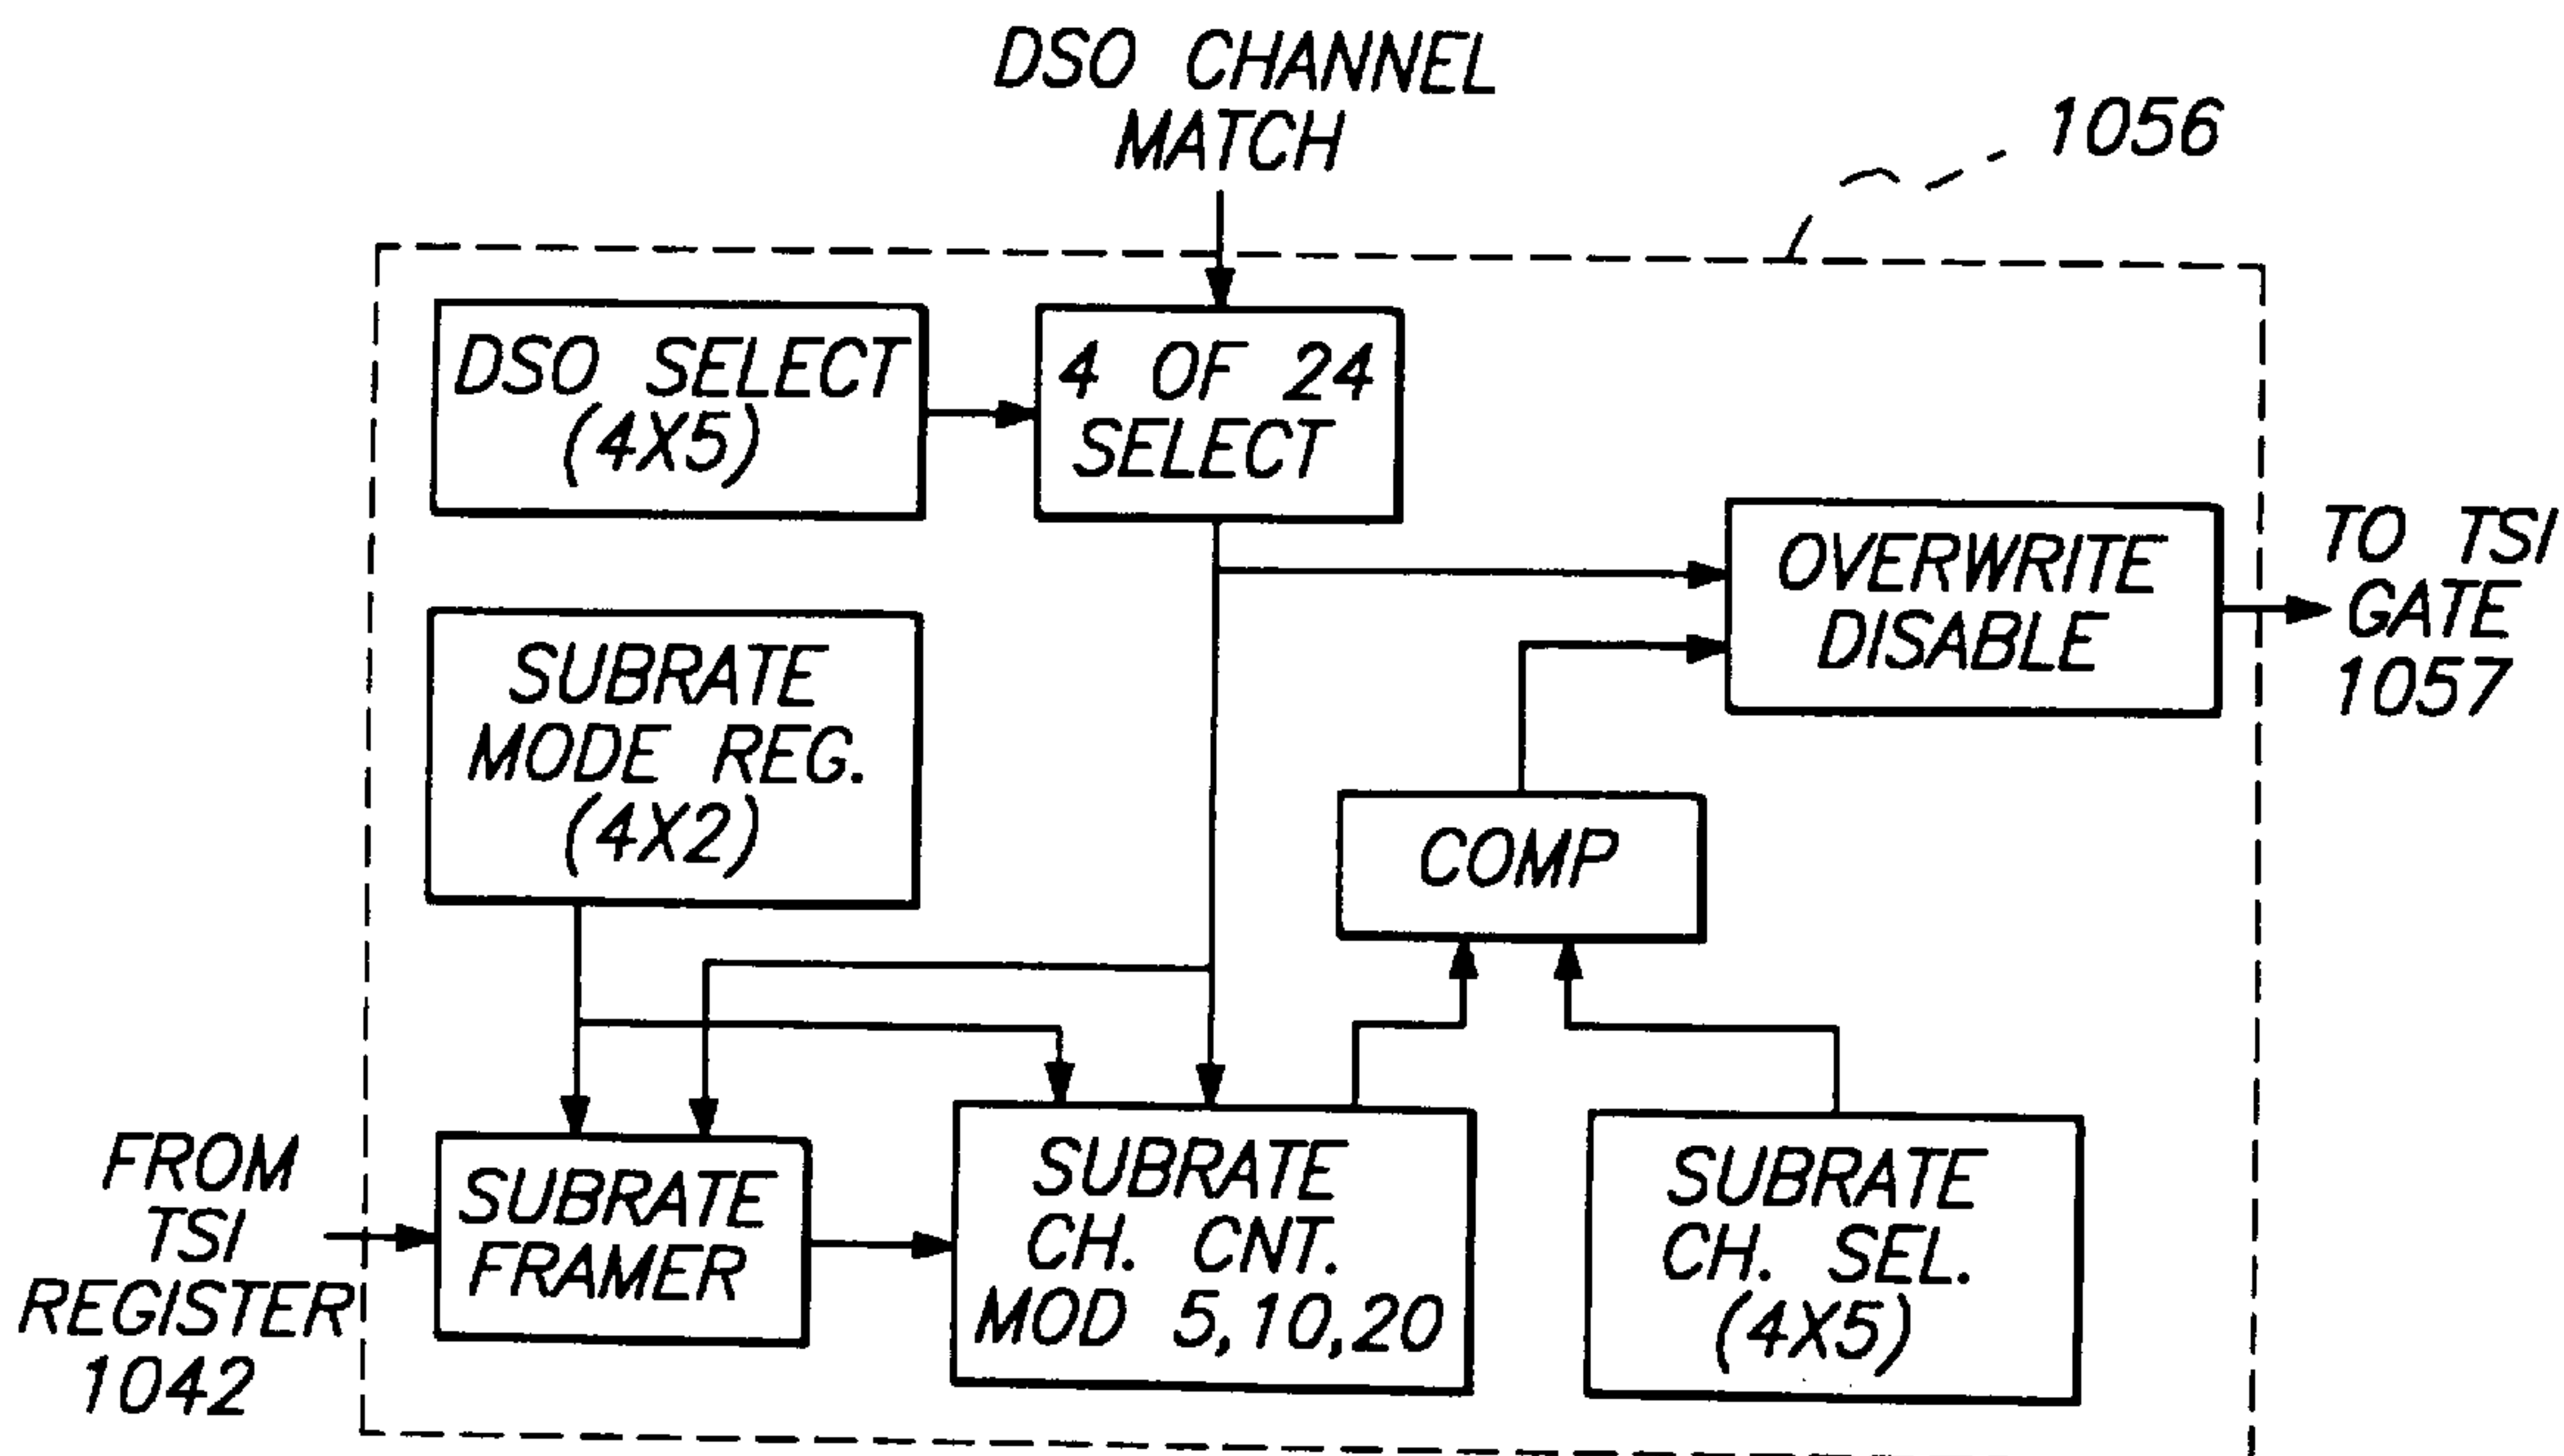 DSO CHANNEL
MATCH
1056
DSO SELECT
(4X5)
4 OF 24
SELECT
OVERWRITE
DISABLE
TO TSI
GATE
1057
SUBRATE
MODE REG.
(4X2)
COMP
FROM
TSI
REGISTER
1042
SUBRATE
FRAMER
SUBRATE
CH. CNT.
MOD 5,10,20
SUBRATE
CH. SEL.
(4X5)